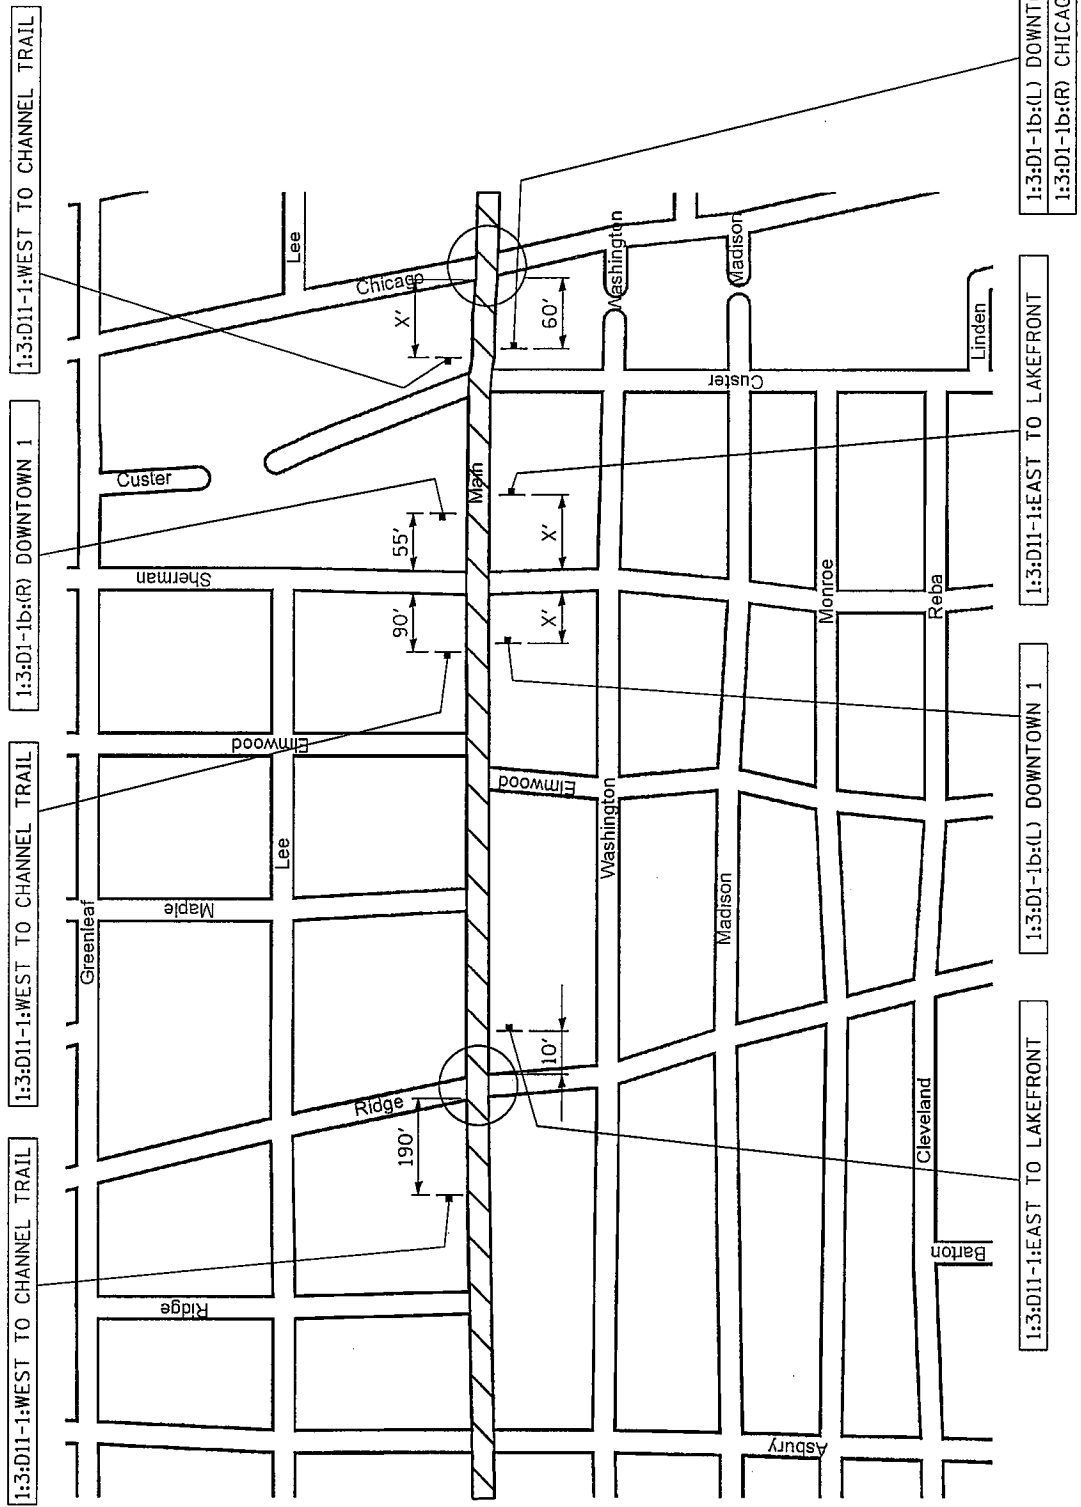 1:3:D11-1:WEST TO CHANNEL TRAIL
1:3:D11-1:WEST TO CHANNEL TRAIL
1:3:D1-1b:(R) DOWNTOWN 1
1:3:D11-1:WEST TO CHANNEL TRAIL
Greenleaf
Custer
Lee
Lee
Sherman
Elmwood
Maple
Ridge
Ridge
Chicago
190'
90'
55'
X'
Main
10'
X'
X'
60'
Elmwood
Washington
Washington
Custer
Madison
Madison
Monroe
Reba
Linden
Asbury
Cleveland
Barton
1:3:D11-1:EAST TO LAKEFRONT
1:3:D1-1b:(L) DOWNTOWN 1
1:3:D11-1:EAST TO LAKEFRONT
1:3:D1-1b:(L)
1:3:D1-1b:(R)